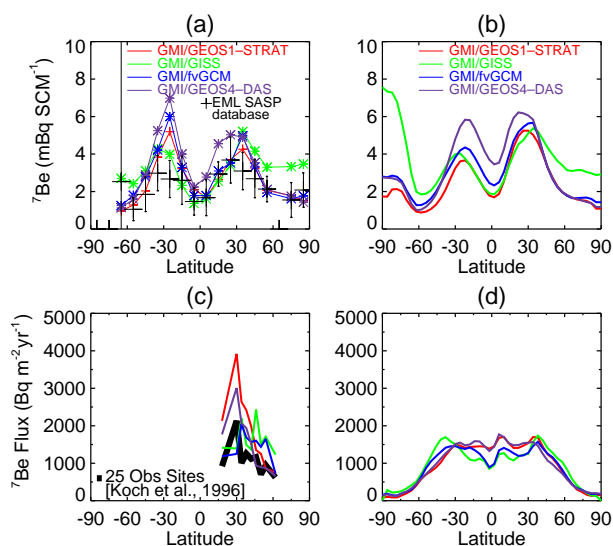 (a)
(b)
GMI/GEOS1–STRAT
GMI/GISS
GMI/fvGCM
GMI/GEOS4–DAS
EML SASP
database
GMI/GEOS1–STRAT
GMI/GISS
GMI/fvGCM
GMI/GEOS4–DAS
⁷Be (mBq SCM⁻¹)
10
8
6
4
2
0
10
8
6
4
2
0
-90 -60 -30 0 30 60 90
-90 -60 -30 0 30 60 90
Latitude
Latitude
(c)
(d)
⁷Be Flux (Bq m⁻²yr⁻¹)
5000
4000
3000
2000
1000
0
5000
4000
3000
2000
1000
0
25 Obs Sites
[Koch et al., 1996]
-90 -60 -30 0 30 60 90
-90 -60 -30 0 30 60 90
Latitude
Latitude